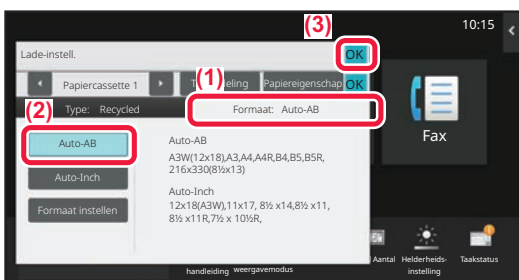 (3)
10:15
Lade-instell.
OK
(1)
Papiercassette 1
Papiereigenschap
OK
(2)
Type: Recycled
Formaat: Auto-AB
Auto-AB
Auto-AB
A3W(12x18),A3,A4,A4R,B4,B5,B5R,
216x330(8½x13)
Auto-Inch
Auto-Inch
12x18(A3W),11x17, 8½ x14,8½ x11,
Formaat instellen
8½ x11R,7½ x 10½R,
Fax
Aantal
Helderheids-
instelling
Taakstatus
handleiding
weergavemodus